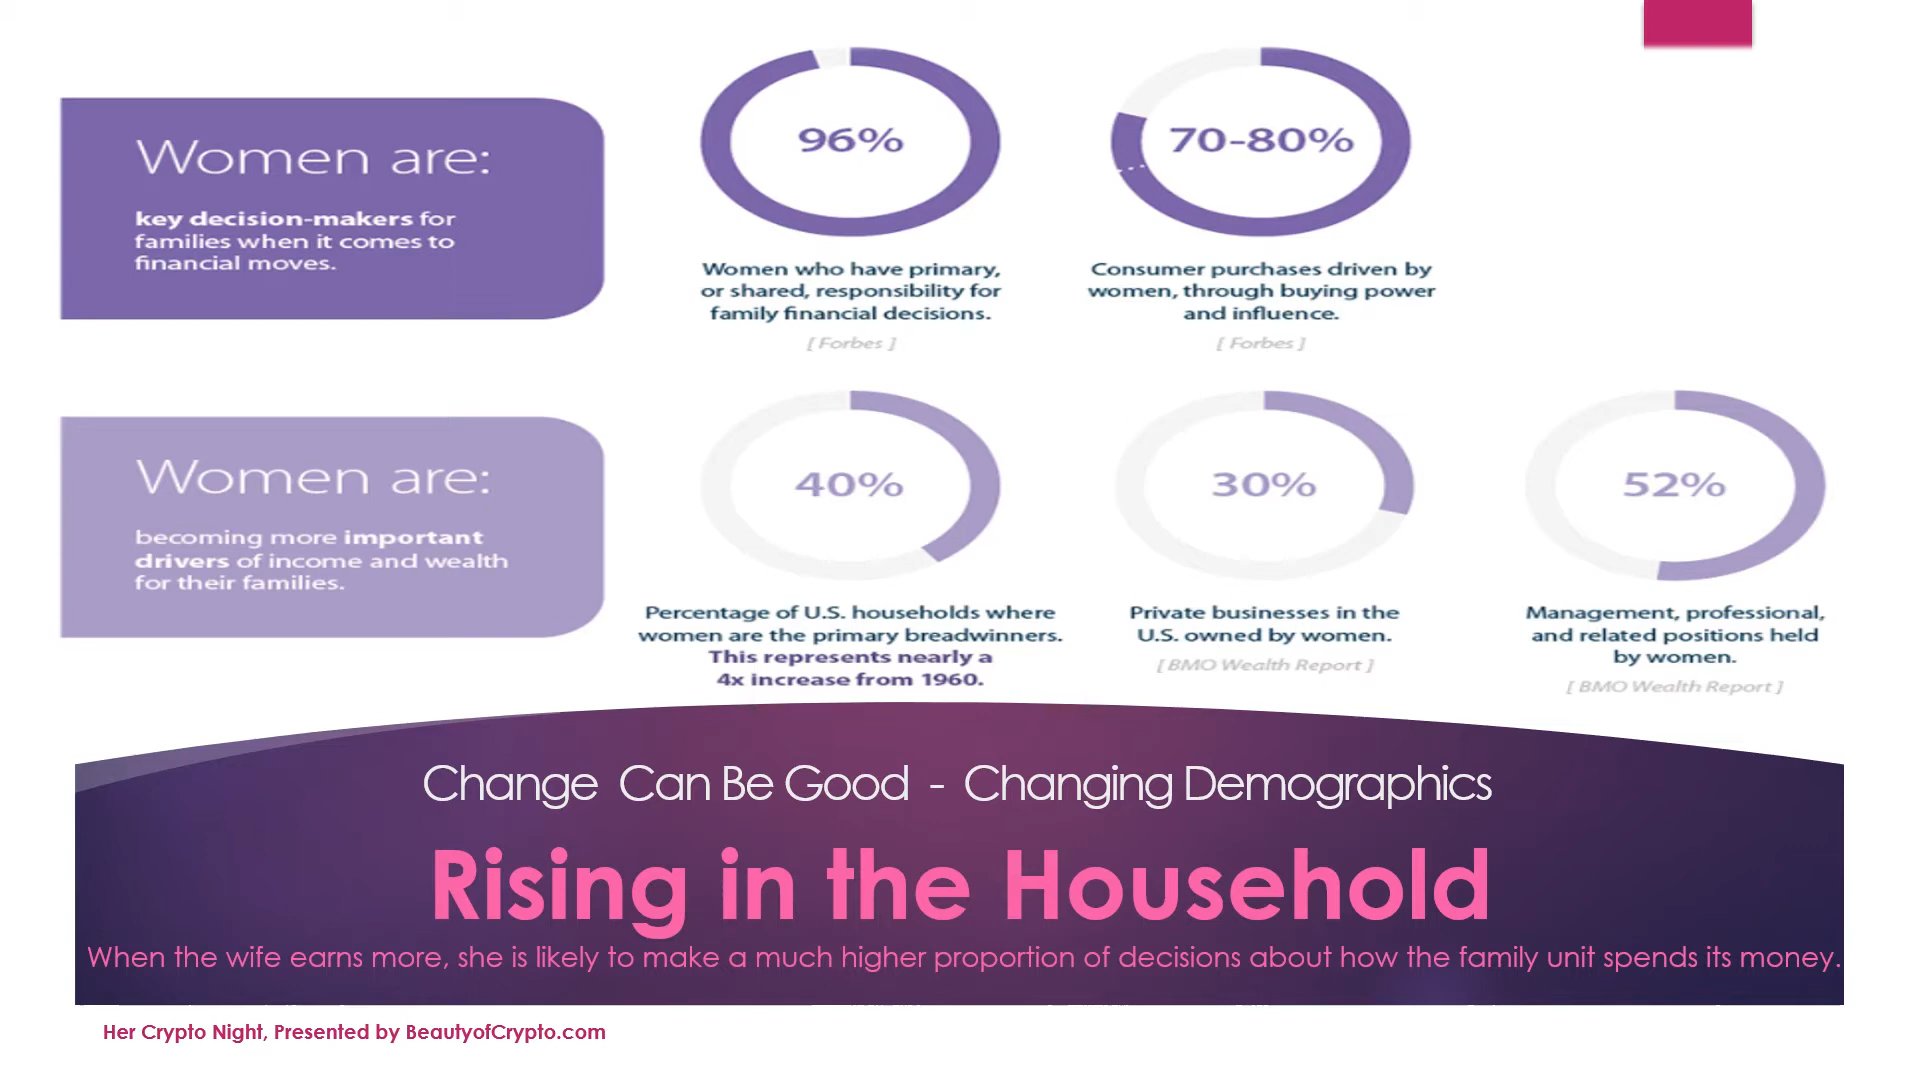 Women are:
key decision-makers for
families when it comes to
financial moves.
96%
Women who have primary,
or shared, responsibility for
family financial decisions.
[ Forbes ]
70-80%
Consumer purchases driven by
women, through buying power
and influence.
[ Forbes ]
Women are:
becoming more important
drivers of income and wealth
for their families.
40%
Percentage of U.S. households where
women are the primary breadwinners.
This represents nearly a
4x increase from 1960.
30%
Private businesses in the
U.S. owned by women.
[ BMO Wealth Report ]
52%
Management, professional,
and related positions held
by women.
[ BMO Wealth Report ]
Change Can Be Good - Changing Demographics
Rising in the Household
When the wife earns more, she is likely to make a much higher proportion of decisions about how the family unit spends its money.
Her Crypto Night, Presented by BeautyofCrypto.com